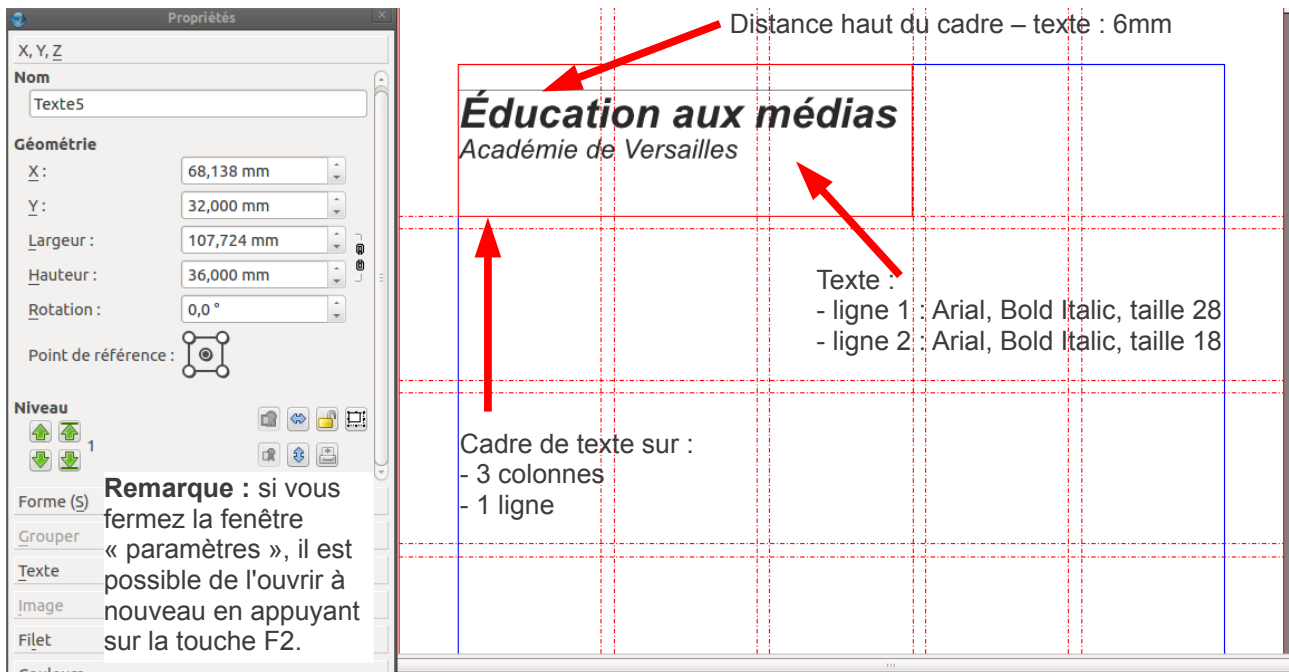 Propriétés
X, Y, Z
Nom
Texte5
Géométrie
X :
68,138 mm
Y :
32,000 mm
Largeur :
107,724 mm
Hauteur :
36,000 mm
Rotation :
0,0 °
Point de référence :
Niveau
1
Forme (S)
Grouper
Texte
Image
Filet
Couleurs
Remarque : si vous
fermez la fenêtre
« paramètres », il est
possible de l'ouvrir à
nouveau en appuyant
sur la touche F2.
Distance haut du cadre – texte : 6mm
Éducation aux médias
Académie de Versailles
Texte :
- ligne 1 : Arial, Bold Italic, taille 28
- ligne 2 : Arial, Bold Italic, taille 18
Cadre de texte sur :
- 3 colonnes
- 1 ligne